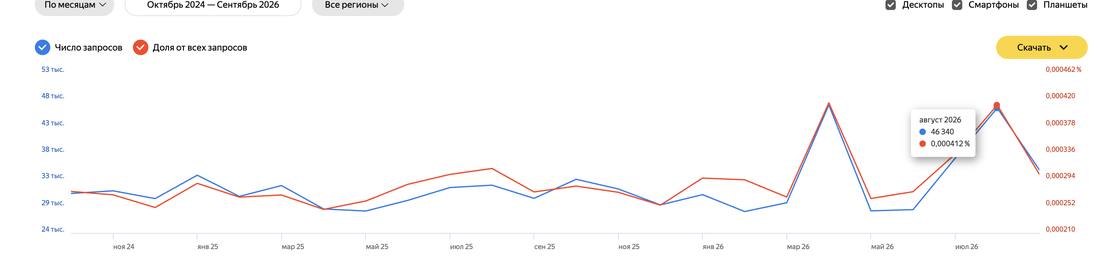 По месяцам
Октябрь 2024 — Сентябрь 2026
Все регионы
Десктопы
Смартфоны
Планшеты
Число запросов
Доля от всех запросов
Скачать
53 тыс.
0,000462 %
48 тыс.
0,000420
43 тыс.
0,000378
38 тыс.
0,000336
33 тыс.
0,000294
29 тыс.
0,000252
24 тыс.
0,000210
август 2026
46 340
0,000412 %
ноя 24
янв 25
мар 25
май 25
июл 25
сен 25
ноя 25
янв 26
мар 26
май 26
июл 26